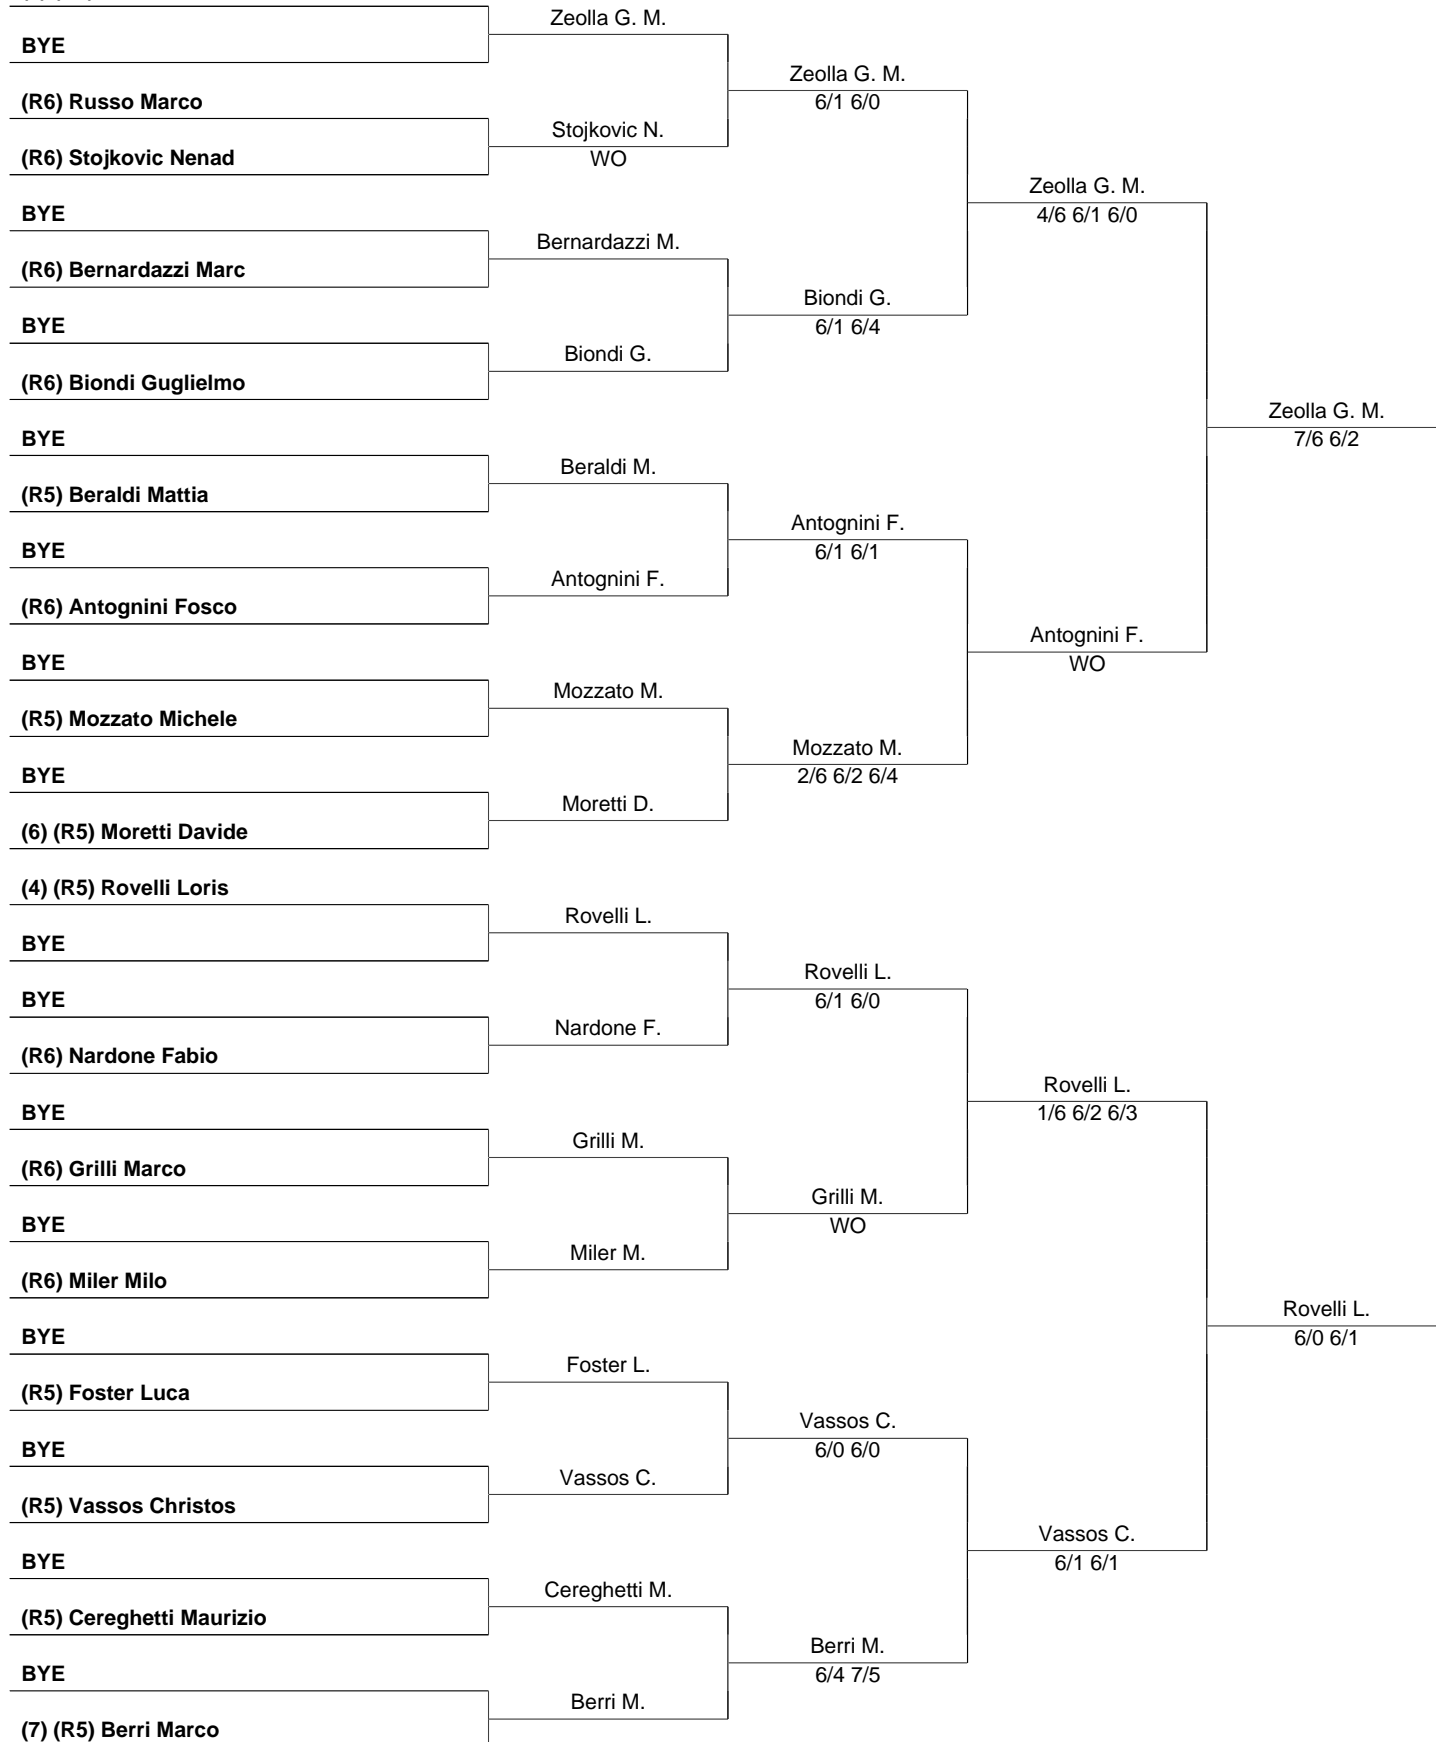 BYE
(R6) Russo Marco
(R6) Stojkovic Nenad
BYE
(R6) Bernardazzi Marc
BYE
(R6) Biondi Guglielmo
BYE
(R5) Beraldi Mattia
BYE
(R6) Antognini Fosco
BYE
(R5) Mozzato Michele
BYE
(6) (R5) Moretti Davide
(4) (R5) Rovelli Loris
BYE
BYE
(R6) Nardone Fabio
BYE
(R6) Grilli Marco
BYE
(R6) Miler Milo
BYE
(R5) Foster Luca
BYE
(R5) Vassos Christos
BYE
(R5) Cereghetti Maurizio
BYE
(7) (R5) Berri Marco
Zeolla G. M.
Stojkovic N.
WO
Bernardazzi M.
Biondi G.
Beraldi M.
Antognini F.
Mozzato M.
Moretti D.
Rovelli L.
Nardone F.
Grilli M.
Miler M.
Foster L.
Vassos C.
Cereghetti M.
Berri M.
Zeolla G. M.
6/1 6/0
Biondi G.
6/1 6/4
Antognini F.
6/1 6/1
Mozzato M.
2/6 6/2 6/4
Rovelli L.
6/1 6/0
Grilli M.
WO
Vassos C.
6/0 6/0
Berri M.
6/4 7/5
Zeolla G. M.
4/6 6/1 6/0
Antognini F.
WO
Rovelli L.
1/6 6/2 6/3
Vassos C.
6/1 6/1
Zeolla G. M.
7/6 6/2
Rovelli L.
6/0 6/1